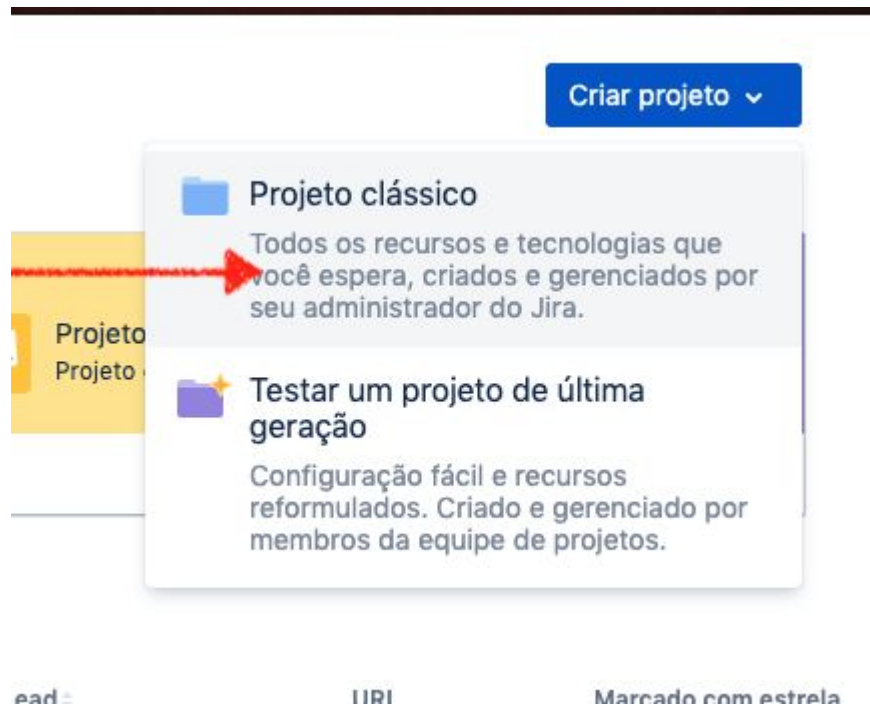 Criar projeto
Projeto clássico
Todos os recursos e tecnologias que
você espera, criados e gerenciados por
seu administrador do Jira.
Projeto
Projeto
Testar um projeto de última
geração
Configuração fácil e recursos
reformulados. Criado e gerenciado por
membros da equipe de projetos.
ead URL Marcado com estrela